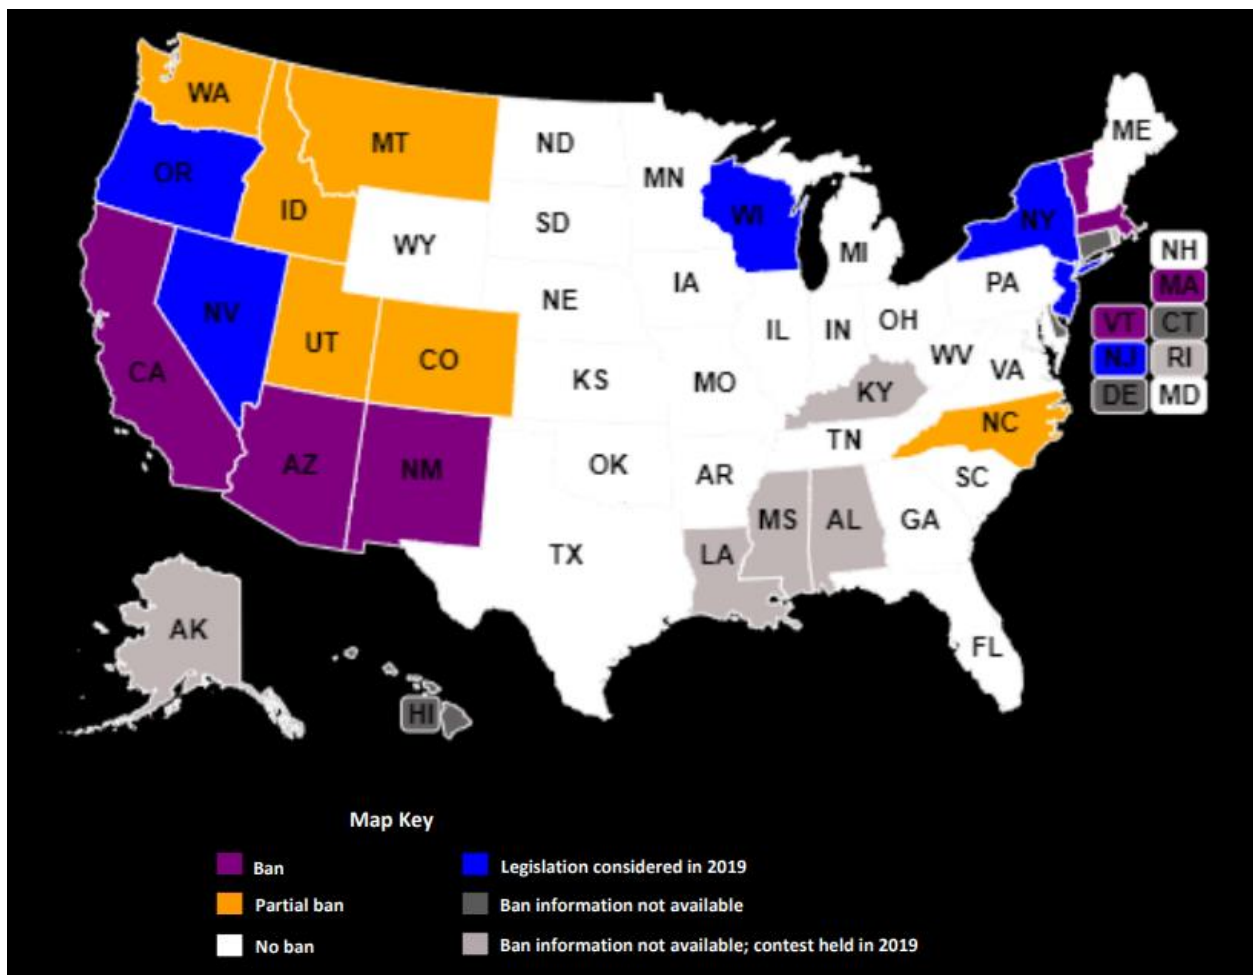 WA
MT
ND
MN
ME
OR
ID
SD
WI
NY
WY
MI
NH
IA
PA
MA
NE
NV
IL
IN
OH
VT
CT
UT
CO
WV
VA
NJ
RI
CA
KS
MO
KY
DE
MD
NC
TN
AZ
NM
OK
AR
SC
MS
AL
GA
TX
LA
AK
FL
HI
Map Key
Ban
Legislation considered in 2019
Partial ban
Ban information not available
No ban
Ban information not available; contest held in 2019